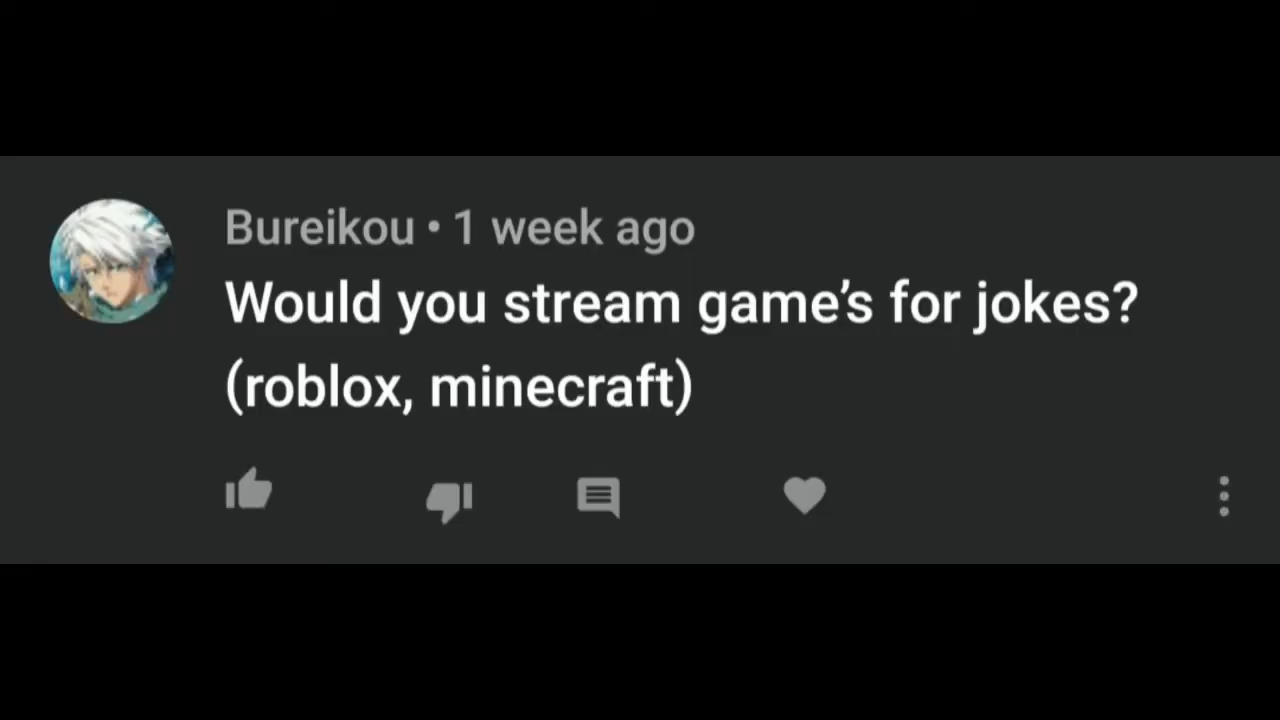 Bureikou • 1 week ago
Would you stream game’s for jokes?
(roblox, minecraft)